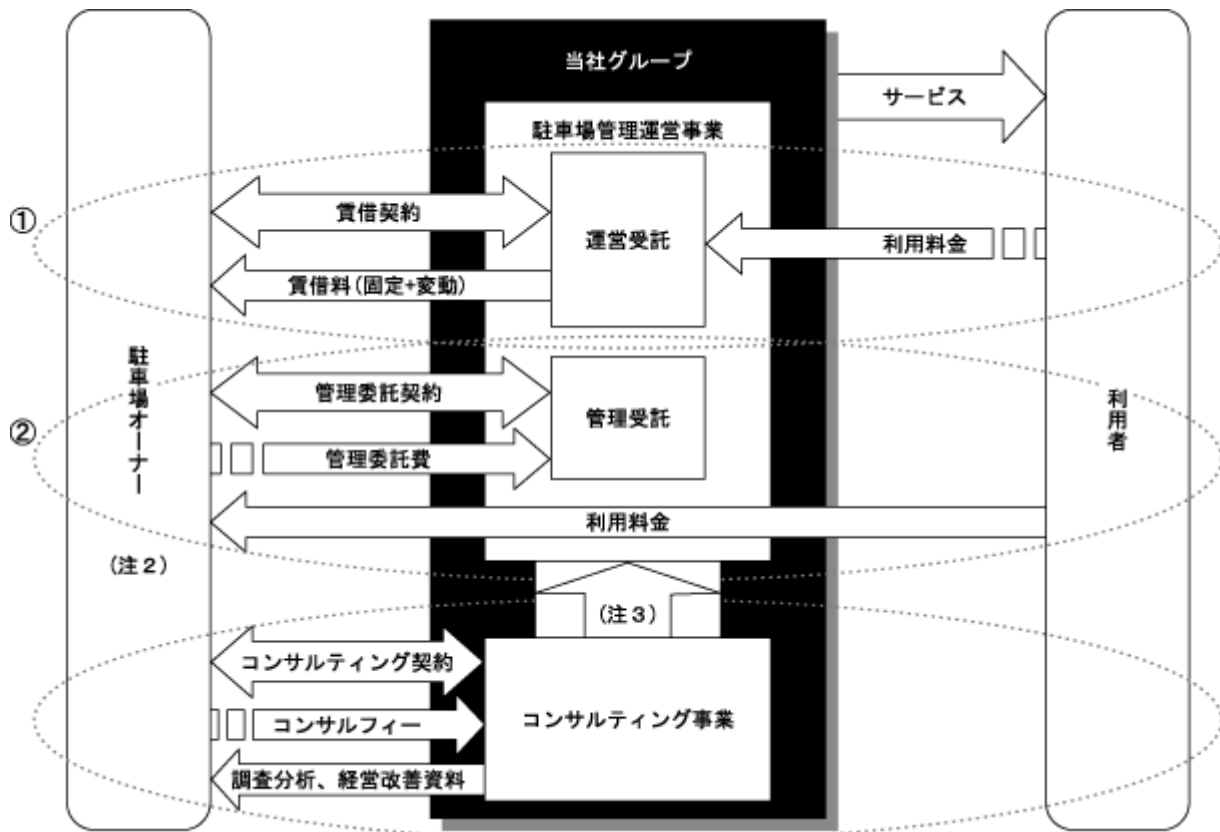 当社グループ
サービス
駐車場管理運営事業
①
賃借契約
運営受託
利用料金
賃借料(固定+変動)
駐車場オーナー
(注2)
利用者
②
管理委託契約
管理受託
管理委託費
利用料金
(注3)
コンサルティング契約
コンサルフィー
コンサルティング事業
調査分析、経営改善資料